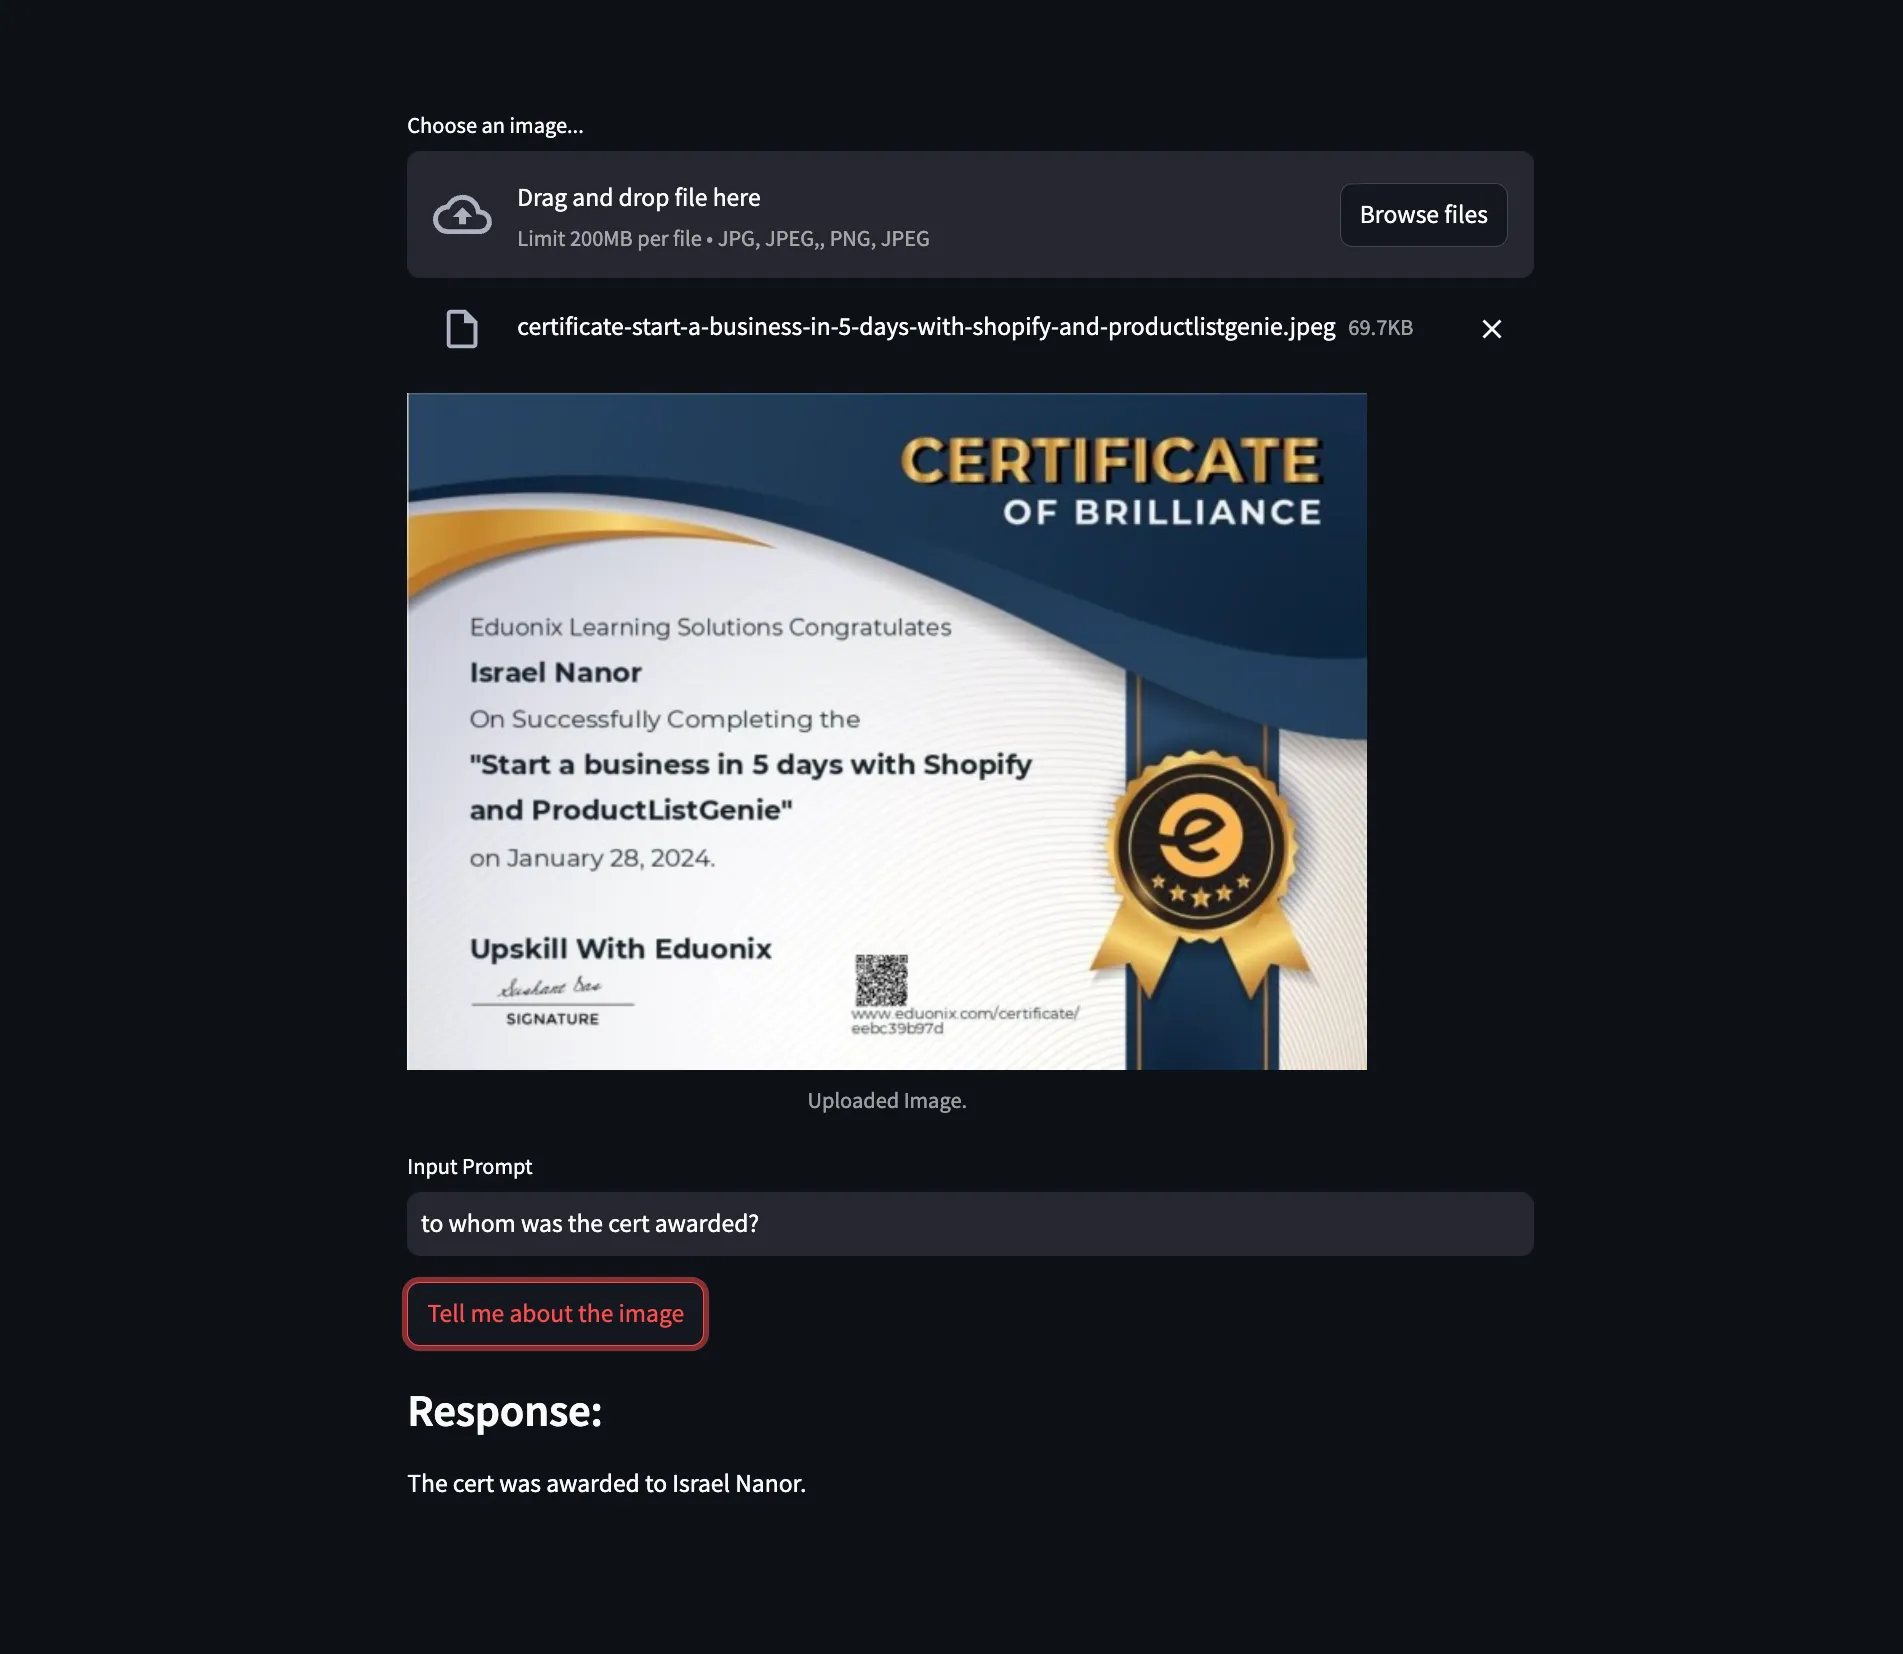 Choose an image...
Drag and drop file here
Limit 200MB per file • JPG, JPEG,, PNG, JPEG
Browse files
certificate-start-a-business-in-5-days-with-shopify-and-productlistgenie.jpeg 69.7KB
CERTIFICATE
OF BRILLIANCE
Eduonix Learning Solutions Congratulates
Israel Nanor
On Successfully Completing the
"Start a business in 5 days with Shopify
and ProductListGenie"
on January 28, 2024.
Upskill With Eduonix
Sushant Das
SIGNATURE
www.eduonix.com/certificate/
eebc39b97d
Uploaded Image.
Input Prompt
to whom was the cert awarded?
Tell me about the image
Response:
The cert was awarded to Israel Nanor.